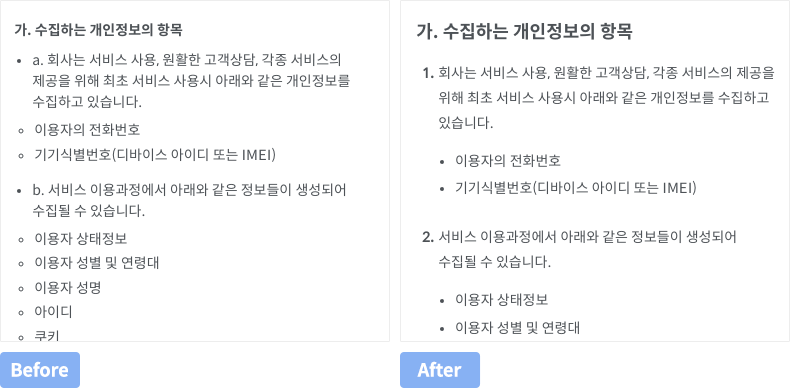 가. 수집하는 개인정보의 항목
• a. 회사는 서비스 사용, 원활한 고객상담, 각종 서비스의
제공을 위해 최초 서비스 사용시 아래와 같은 개인정보를
수집하고 있습니다.
○ 이용자의 전화번호
○ 기기식별번호(디바이스 아이디 또는 IMEI)
• b. 서비스 이용과정에서 아래와 같은 정보들이 생성되어
수집될 수 있습니다.
○ 이용자 상태정보
○ 이용자 성별 및 연령대
○ 이용자 성명
○ 아이디
○ 쿠키
Before
가. 수집하는 개인정보의 항목
1. 회사는 서비스 사용, 원활한 고객상담, 각종 서비스의 제공을
위해 최초 서비스 사용시 아래와 같은 개인정보를 수집하고
있습니다.
• 이용자의 전화번호
• 기기식별번호(디바이스 아이디 또는 IMEI)
2. 서비스 이용과정에서 아래와 같은 정보들이 생성되어
수집될 수 있습니다.
• 이용자 상태정보
• 이용자 성별 및 연령대
After